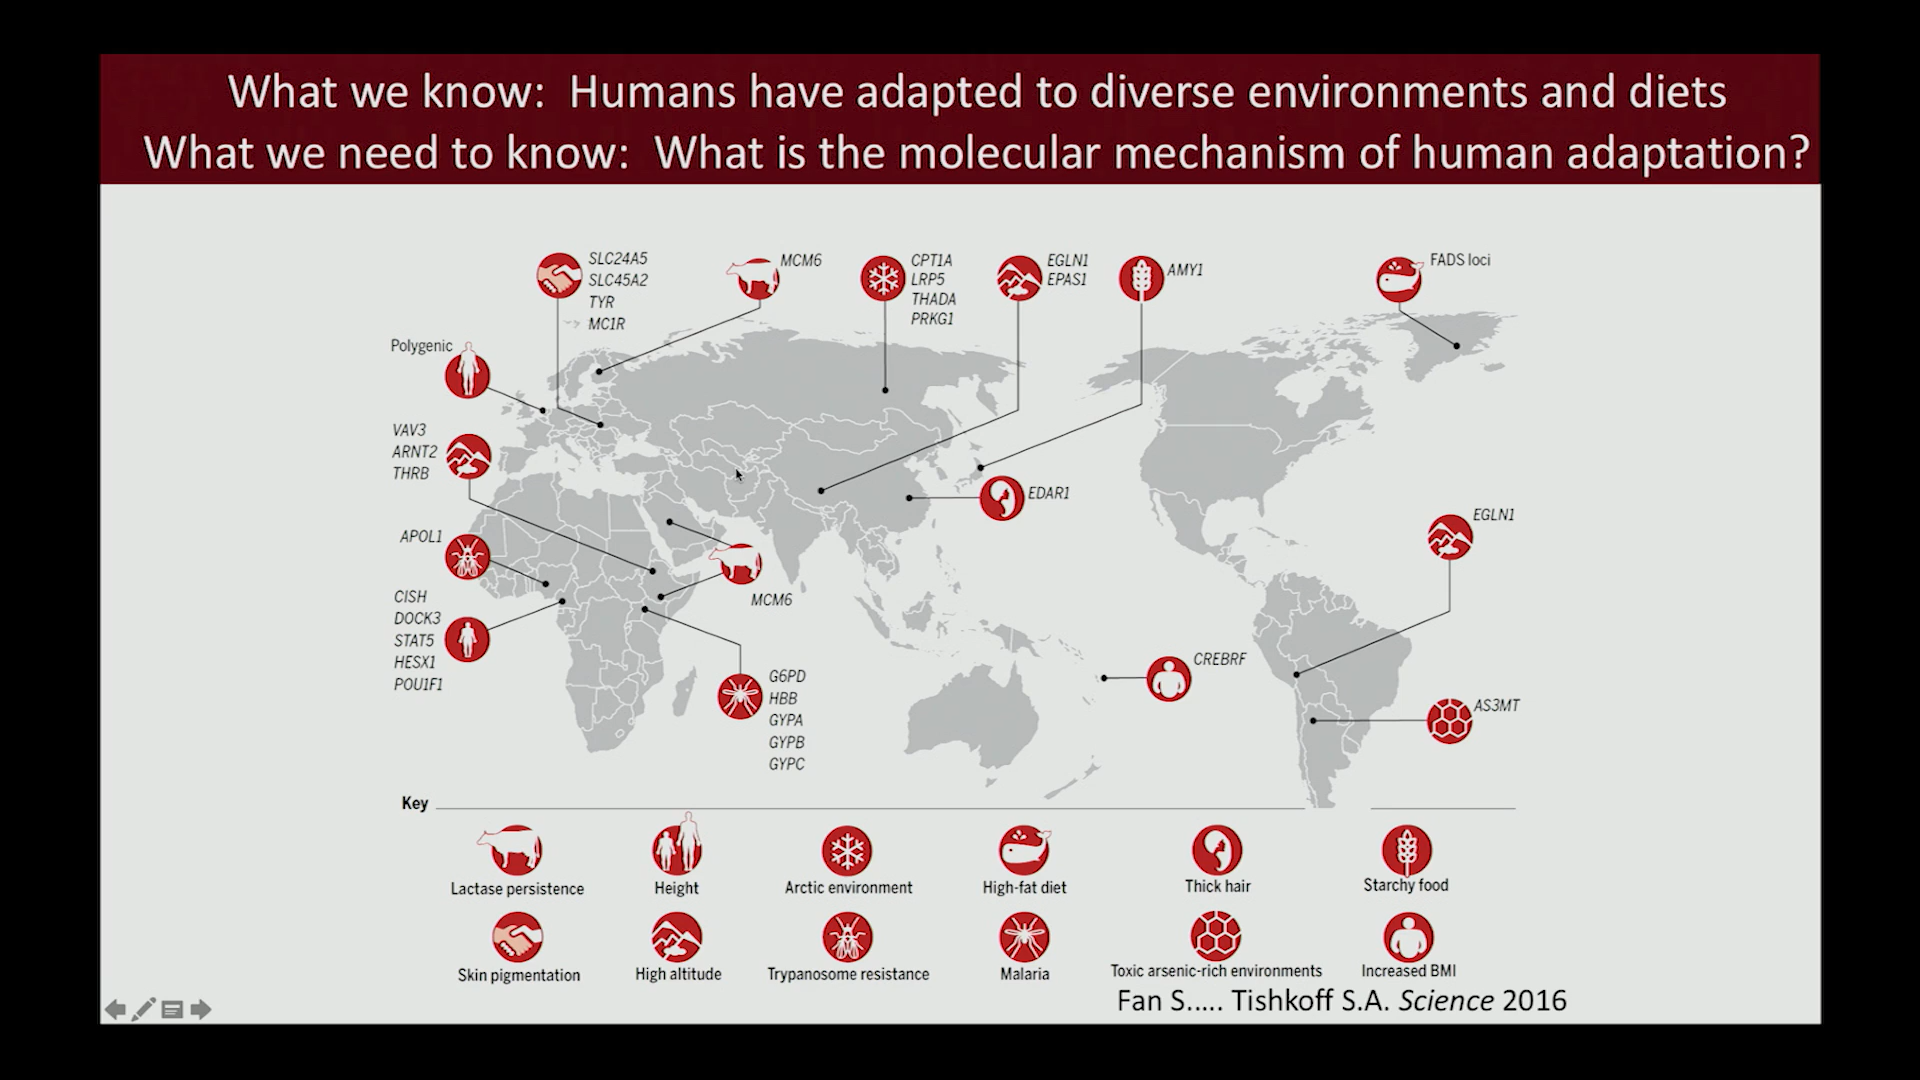 What we know: Humans have adapted to diverse environments and diets
What we need to know: What is the molecular mechanism of human adaptation?
SLC24A5
SLC45A2
TYR
MC1R
MCM6
CPT1A
LRP5
THADA
PRKG1
EGLN1
EPAS1
AMY1
FADS loci
Polygenic
VAV3
ARNT2
THRB
EDAR1
EGLN1
APOL1
MCM6
CISH
DOCK3
STAT5
HESX1
POU1F1
CREBRF
G6PD
HBB
GYPA
GYPB
GYPC
AS3MT
Key
Lactase persistence
Height
Arctic environment
High-fat diet
Thick hair
Starchy food
Skin pigmentation
High altitude
Trypanosome resistance
Malaria
Toxic arsenic-rich environments
Increased BMI
Fan S..... Tishkoff S.A. Science 2016